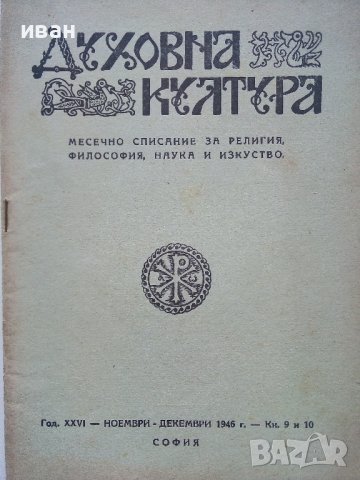 иван
ДУХОВНА
КУЛТУРА
МЕСЕЧНО СПИСАНИЕ ЗА РЕЛИГИЯ,
ФИЛОСОФИЯ, НАУКА И ИЗКУСТВО.
Год. XXVI — НОЕМВРИ - ДЕКЕМВРИ 1946 г. — Кн. 9 и 10
СОФИЯ
BAZAR